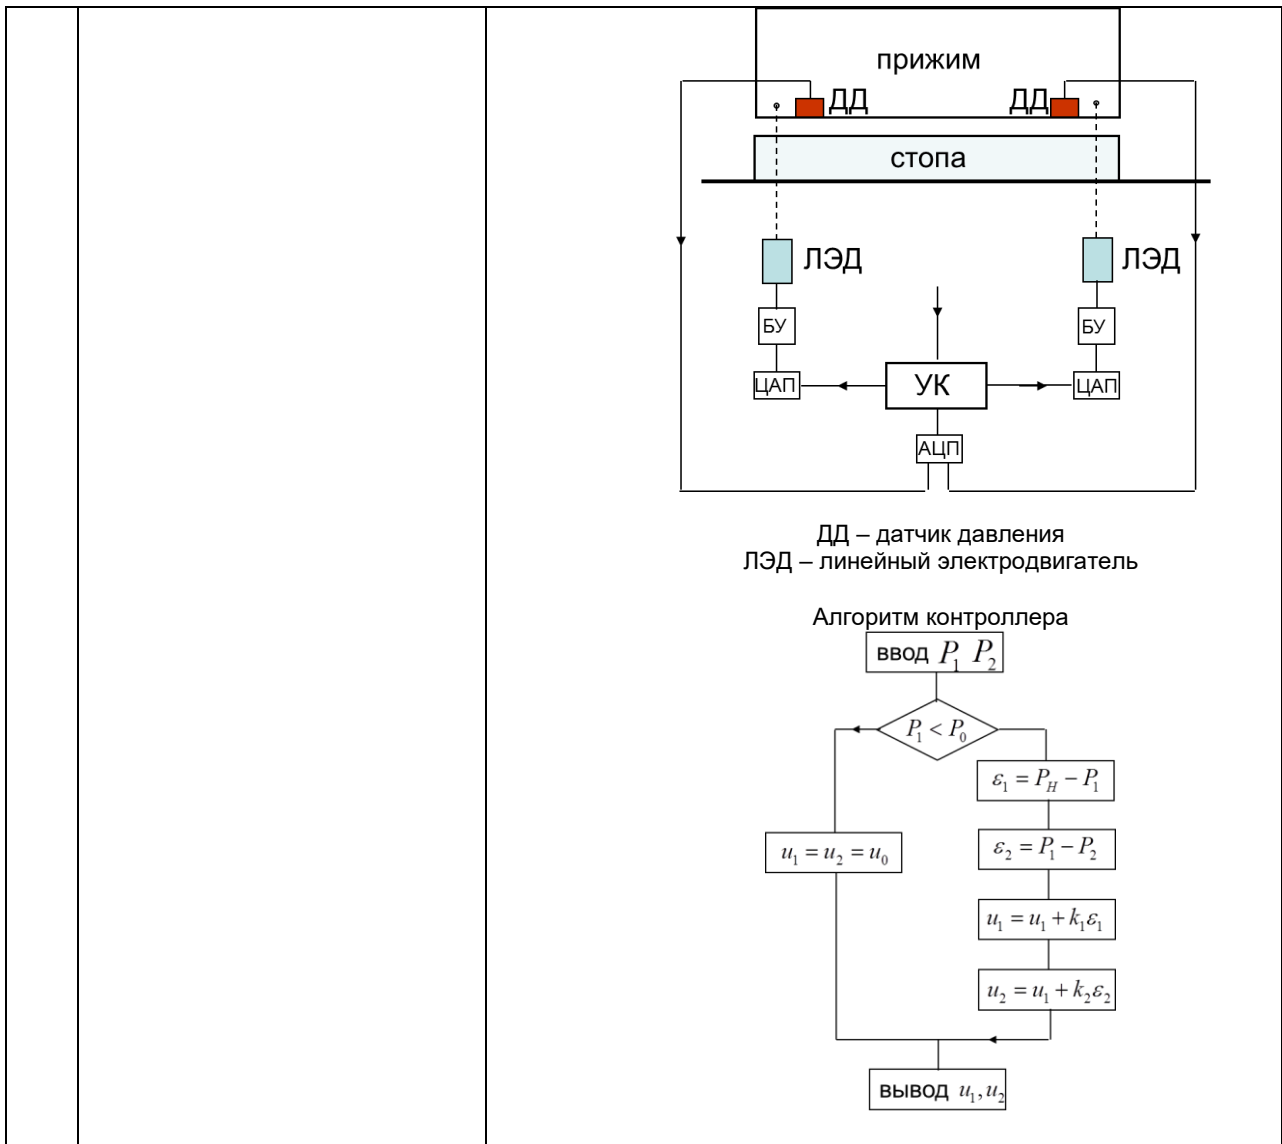 прижим
ДД ДД
стопа
ЛЭД ЛЭД
БУ БУ
ЦАП УК ЦАП
АЦП
ДД – датчик давления
ЛЭД – линейный электродвигатель
Алгоритм контроллера
ввод P₁ P₂
P₁ < P₀
ε₁ = P_H − P₁
u₁ = u₂ = u₀
ε₂ = P₁ − P₂
u₁ = u₁ + k₁ε₁
u₂ = u₁ + k₂ε₂
вывод u₁, u₂